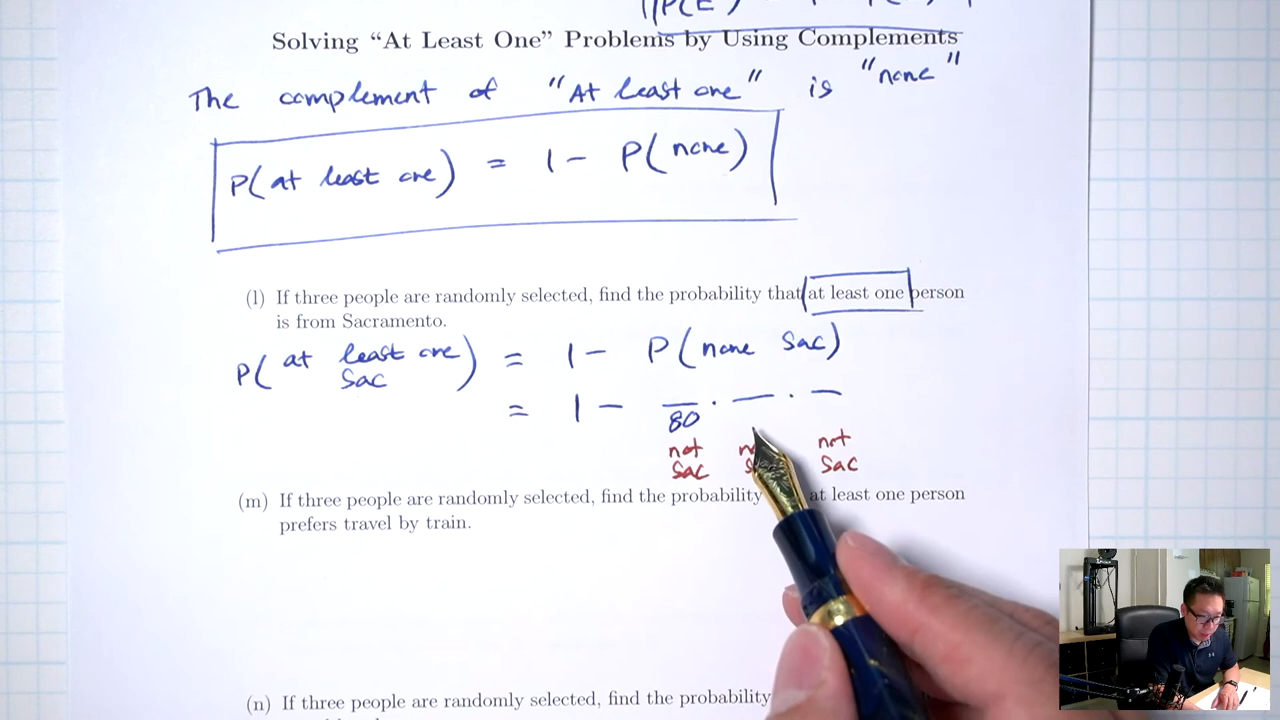 Solving “At Least One” Problems by Using Complements
The complement of "At least one" is "none"
P(at least one) = 1 - P(none)
(l) If three people are randomly selected, find the probability that at least one person
is from Sacramento.
P(at least one Sac) = 1 - P(none Sac)
= 1 - __/80 · __ · __
not Sac not Sac
(m) If three people are randomly selected, find the probability at least one person
prefers travel by train.
(n) If three people are randomly selected, find the probability